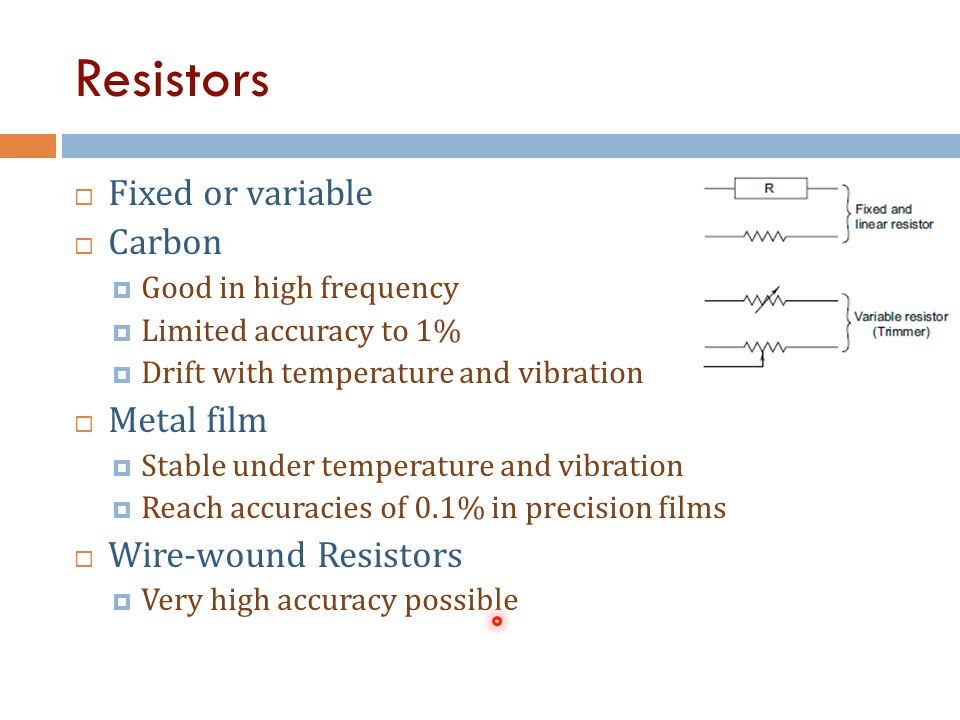 Resistors
Fixed or variable
Carbon
Good in high frequency
Limited accuracy to 1%
Drift with temperature and vibration
Metal film
Stable under temperature and vibration
Reach accuracies of 0.1% in precision films
Wire-wound Resistors
Very high accuracy possible
R
Fixed and
linear resistor
Variable resistor
(Trimmer)